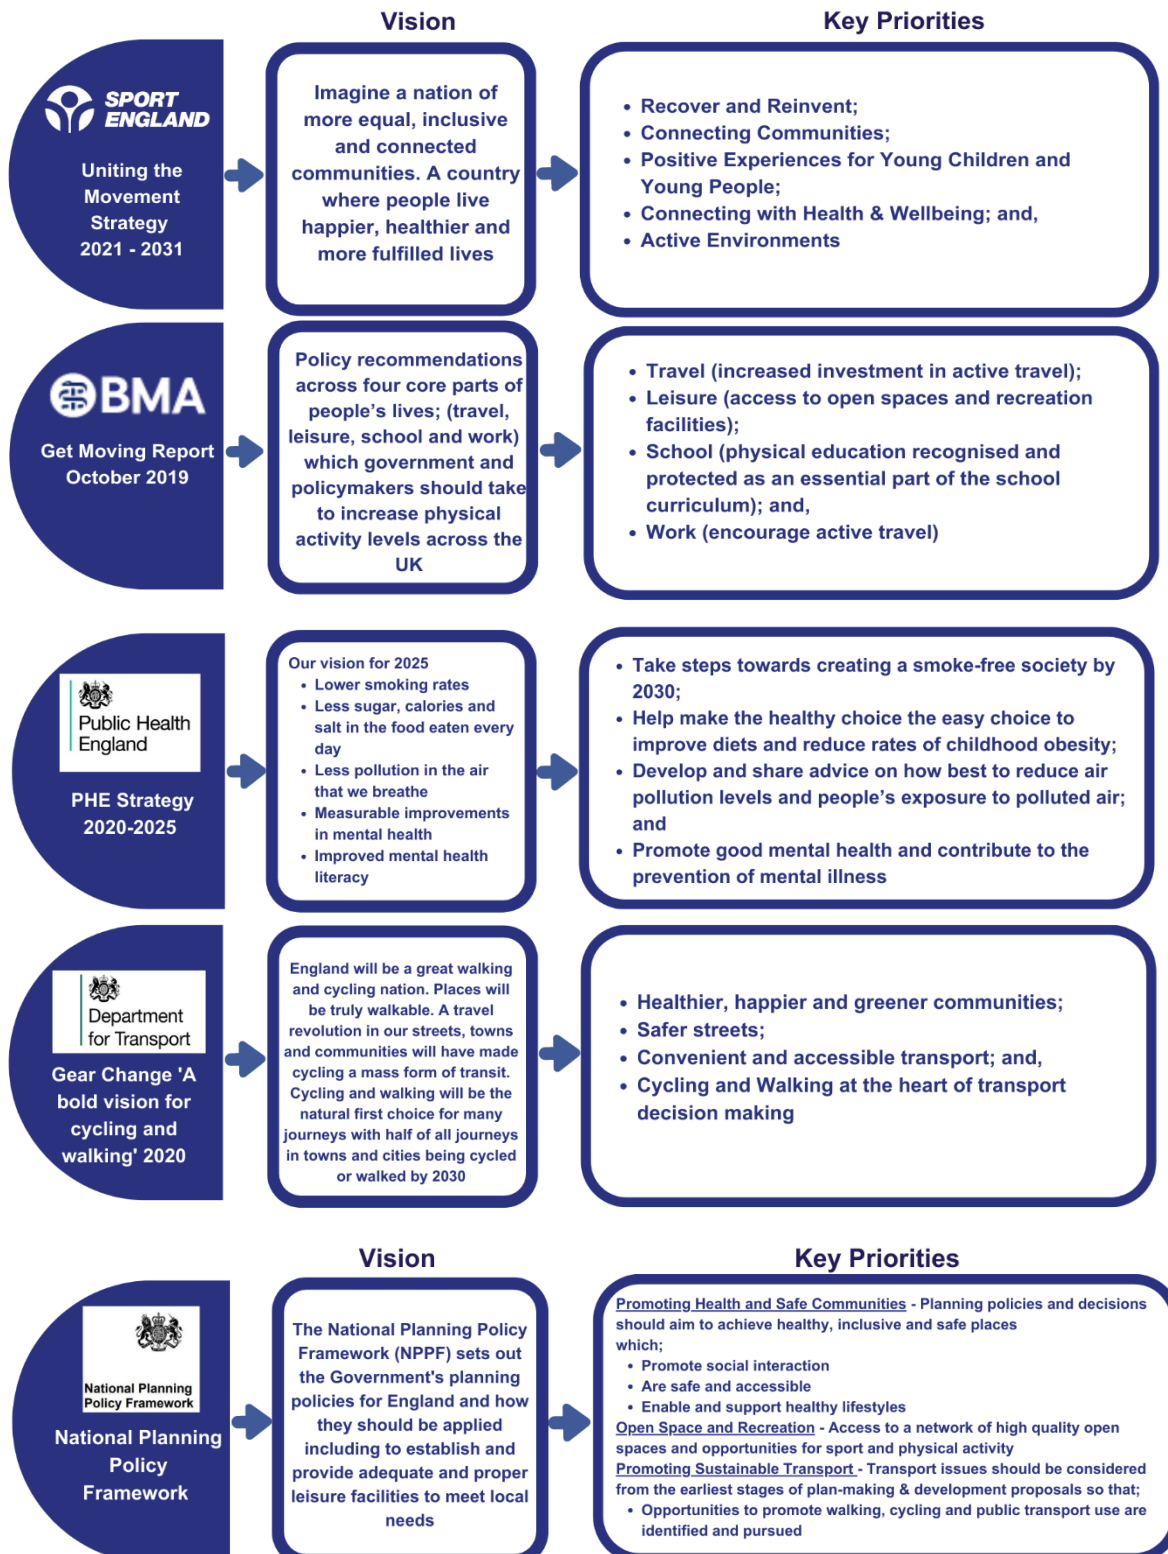 Vision
Key Priorities
SPORT
ENGLAND
Uniting the
Movement
Strategy
2021 - 2031
Imagine a nation of
more equal, inclusive
and connected
communities. A country
where people live
happier, healthier and
more fulfilled lives
• Recover and Reinvent;
• Connecting Communities;
• Positive Experiences for Young Children and
Young People;
• Connecting with Health & Wellbeing; and,
• Active Environments
BMA
Get Moving Report
October 2019
Policy recommendations
across four core parts of
people's lives; (travel,
leisure, school and work)
which government and
policymakers should take
to increase physical
activity levels across the
UK
• Travel (increased investment in active travel);
• Leisure (access to open spaces and recreation
facilities);
• School (physical education recognised and
protected as an essential part of the school
curriculum); and,
• Work (encourage active travel)
Public Health
England
PHE Strategy
2020-2025
Our vision for 2025
• Lower smoking rates
• Less sugar, calories and
salt in the food eaten every
day
• Less pollution in the air
that we breathe
• Measurable improvements
in mental health
• Improved mental health
literacy
• Take steps towards creating a smoke-free society by
2030;
• Help make the healthy choice the easy choice to
improve diets and reduce rates of childhood obesity;
• Develop and share advice on how best to reduce air
pollution levels and people's exposure to polluted air;
and
• Promote good mental health and contribute to the
prevention of mental illness
Department
for Transport
Gear Change 'A
bold vision for
cycling and
walking' 2020
England will be a great walking
and cycling nation. Places will
be truly walkable. A travel
revolution in our streets, towns
and communities will have made
cycling a mass form of transit.
Cycling and walking will be the
natural first choice for many
journeys with half of all journeys
in towns and cities being cycled
or walked by 2030
• Healthier, happier and greener communities;
• Safer streets;
• Convenient and accessible transport; and,
• Cycling and Walking at the heart of transport
decision making
Vision
Key Priorities
National Planning
Policy Framework
National Planning
Policy
Framework
The National Planning Policy
Framework (NPPF) sets out
the Government's planning
policies for England and how
they should be applied
including to establish and
provide adequate and proper
leisure facilities to meet local
needs
Promoting Health and Safe Communities - Planning policies and decisions
should aim to achieve healthy, inclusive and safe places
which;
• Promote social interaction
• Are safe and accessible
• Enable and support healthy lifestyles
Open Space and Recreation - Access to a network of high quality open
spaces and opportunities for sport and physical activity
Promoting Sustainable Transport - Transport issues should be considered
from the earliest stages of plan-making & development proposals so that;
• Opportunities to promote walking, cycling and public transport use are
identified and pursued